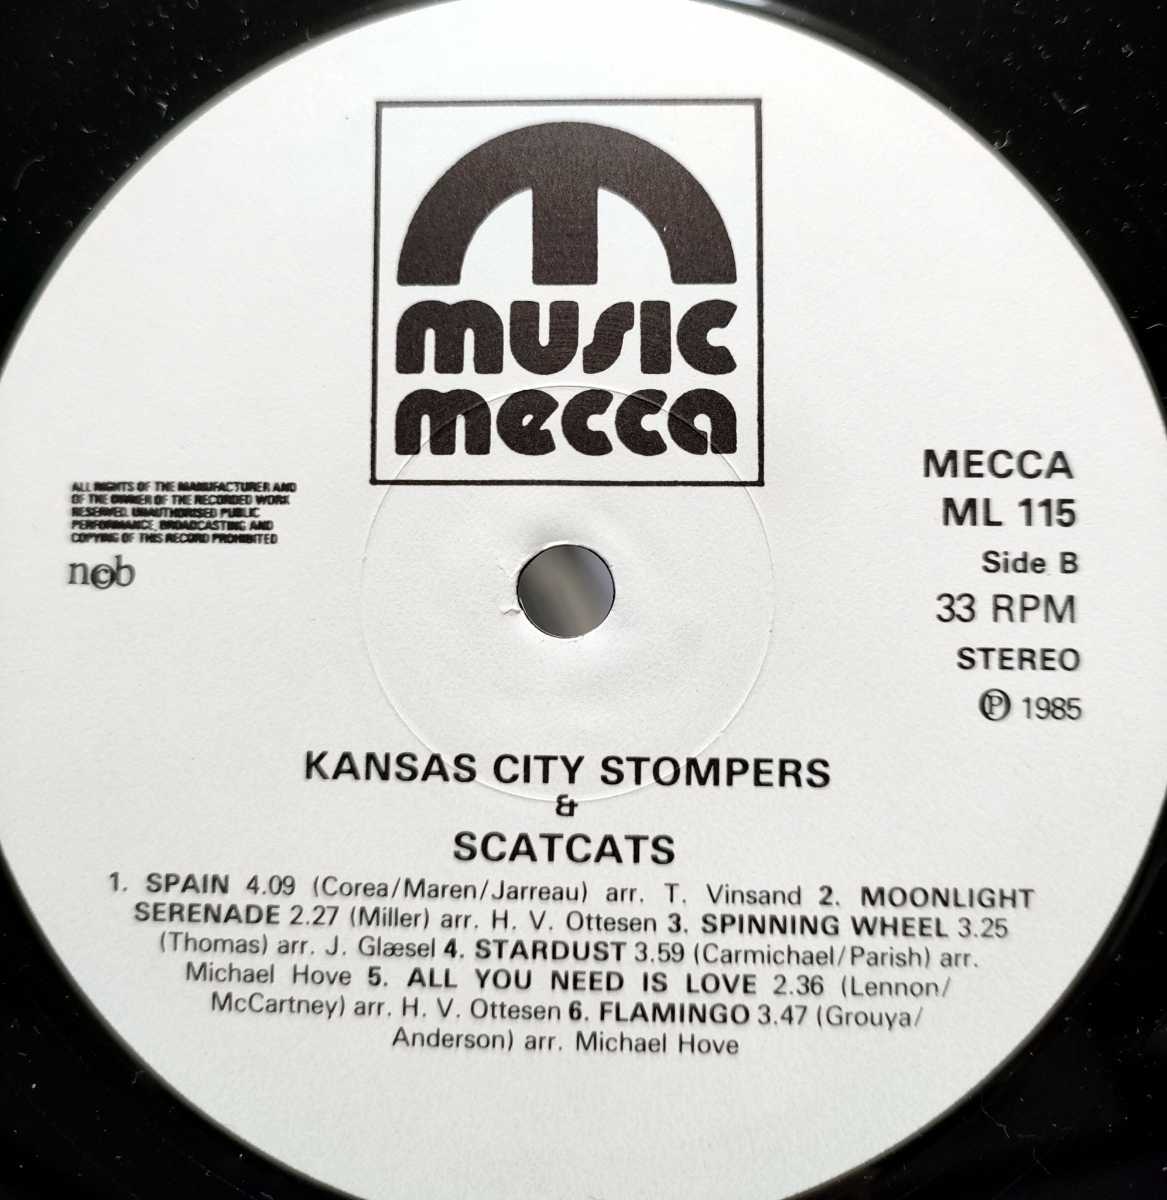 music
mecca
ALL RIGHTS OF THE MANUFACTURER AND
OF THE OWNER OF THE RECORDED WORK
RESERVED. UNAUTHORISED PUBLIC
PERFORMANCE, BROADCASTING AND
COPYING OF THIS RECORD PROHIBITED
n©b
MECCA
ML 115
Side B
33 RPM
STEREO
Ⓟ 1985
KANSAS CITY STOMPERS
&
SCATCATS
1. SPAIN 4.09 (Corea/Maren/Jarreau) arr. T. Vinsand 2. MOONLIGHT
SERENADE 2.27 (Miller) arr. H. V. Ottesen 3. SPINNING WHEEL 3.25
(Thomas) arr. J. Glæsel 4. STARDUST 3.59 (Carmichael/Parish) arr.
Michael Hove 5. ALL YOU NEED IS LOVE 2.36 (Lennon/
McCartney) arr. H. V. Ottesen 6. FLAMINGO 3.47 (Grouya/
Anderson) arr. Michael Hove